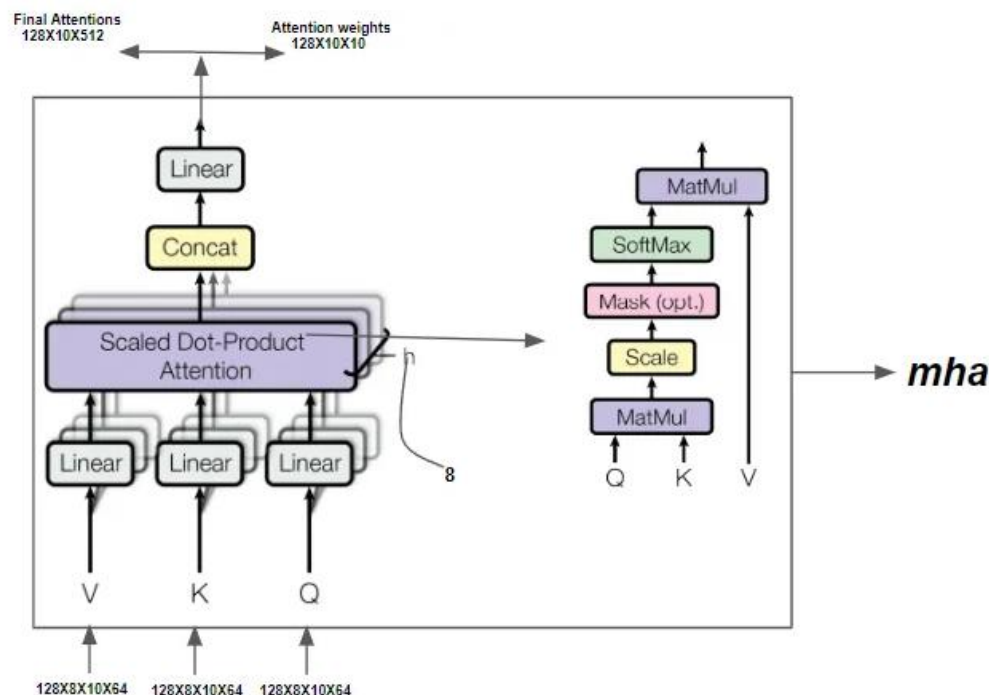 Final Attentions
128X10X512
Attention weights
128X10X10
Linear
Concat
Scaled Dot-Product
Attention
h
8
Linear
Linear
Linear
V
K
Q
128X8X10X64
128X8X10X64
128X8X10X64
MatMul
SoftMax
Mask (opt.)
Scale
MatMul
Q
K
V
mha